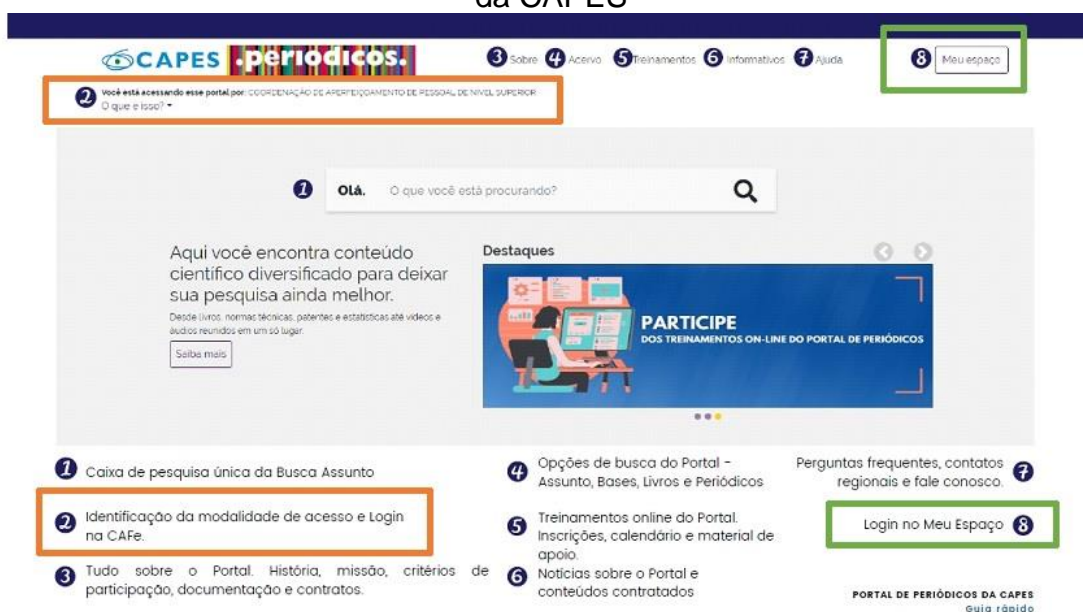 da CAPES
CAPES .periodicos.
3 Sobre 4 Acervo 5 Treinamentos 6 Informativos 7 Ajuda 8 Meu espaço
2 Você está acessando esse portal por: COORDENAÇÃO DE APERFEIÇOAMENTO DE PESSOAL DE NÍVEL SUPERIOR
O que e isso?
1 Olá. O que você está procurando?
Aqui você encontra conteúdo
científico diversificado para deixar
sua pesquisa ainda melhor.
Desde livros, normas técnicas, patentes e estatísticas até vídeos e
áudios reunidos em um só lugar.
Saiba mais
Destaques
PARTICIPE
DOS TREINAMENTOS ON-LINE DO PORTAL DE PERIÓDICOS
1 Caixa de pesquisa única da Busca Assunto
2 Identificação da modalidade de acesso e Login
na CAFe.
3 Tudo sobre o Portal. História, missão, critérios de
participação, documentação e contratos.
4 Opções de busca do Portal -
Assunto, Bases, Livros e Periódicos
5 Treinamentos online do Portal.
Inscrições, calendário e material de
apoio.
6 Notícias sobre o Portal e
conteúdos contratados
Perguntas frequentes, contatos 7
regionais e fale conosco.
Login no Meu Espaço 8
PORTAL DE PERIÓDICOS DA CAPES
Guia rápido